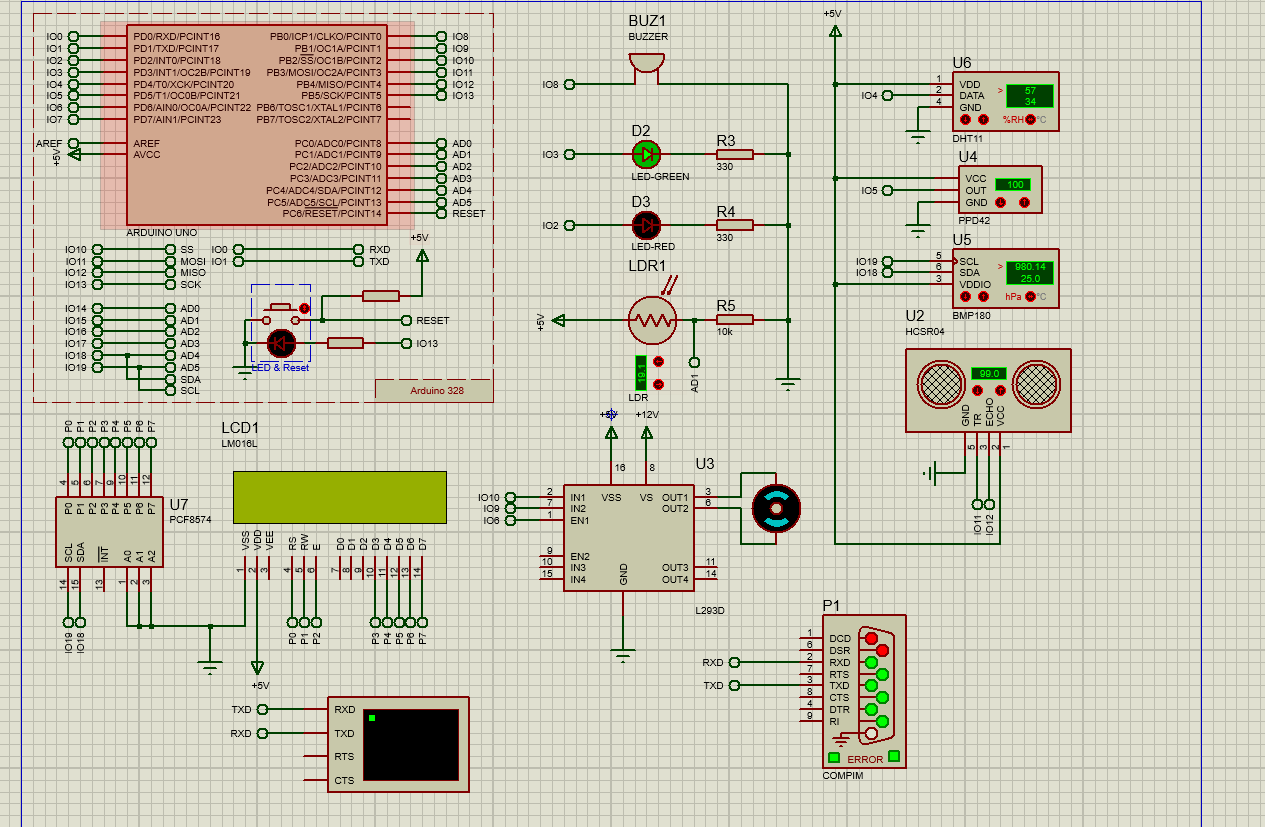 IO0 PD0/RXD/PCINT16 PB0/ICP1/CLKO/PCINT0 IO8
IO1 PD1/TXD/PCINT17 PB1/OC1A/PCINT1 IO9
IO2 PD2/INT0/PCINT18 PB2/SS/OC1B/PCINT2 IO10
IO3 PD3/INT1/OC2B/PCINT19 PB3/MOSI/OC2A/PCINT3 IO11
IO4 PD4/T0/XCK/PCINT20 PB4/MISO/PCINT4 IO12
IO5 PD5/T1/OC0B/PCINT21 PB5/SCK/PCINT5 IO13
IO6 PD6/AIN0/OC0A/PCINT22 PB6/TOSC1/XTAL1/PCINT6
IO7 PD7/AIN1/PCINT23 PB7/TOSC2/XTAL2/PCINT7
AREF AREF PC0/ADC0/PCINT8 AD0
+5V AVCC PC1/ADC1/PCINT9 AD1
PC2/ADC2/PCINT10 AD2
PC3/ADC3/PCINT11 AD3
PC4/ADC4/SDA/PCINT12 AD4
PC5/ADC5/SCL/PCINT13 AD5
PC6/RESET/PCINT14 RESET
ARDUINO UNO
IO10 SS IO0 RXD
IO11 MOSI IO1 TXD
IO12 MISO
IO13 SCK
+5V
IO14 AD0
IO15 AD1
IO16 AD2
IO17 AD3
IO18 AD4
IO19 AD5
SDA
SCL
RESET
IO13
LED & Reset
Arduino 328
BUZ1
BUZZER
IO8
D2
IO3
LED-GREEN
R3
330
D3
IO2
LED-RED
R4
330
LDR1
+5V
R5
10k
19.1
LDR
AD1
+5V
U6
1 VDD
IO4 2 DATA
4 GND
>
57
34
%RH °C
DHT11
U4
VCC
IO5 OUT
GND
100
PPD42
U5
IO19 5 SCL
IO18 6 SDA
3 VDDIO
>
980.14
25.0
hPa °C
BMP180
U2
HCSR04
99.0
GND TR ECHO VCC
5 3 2 1
IO11 IO12
P0 P1 P2 P3 P4 P5 P6 P7
4 5 6 7 9 10 11 12
P0 P1 P2 P3 P4 P5 P6 P7
U7
PCF8574
SCL SDA INT A0 A1 A2
14 15 13 1 2 3
IO19 IO18
LCD1
LM016L
VSS VDD VEE RS RW E D0 D1 D2 D3 D4 D5 D6 D7
1 2 3 4 5 6 7 8 9 10 11 12 13 14
P0 P1 P2 P3 P4 P5 P6 P7
+5V
+12V
16 8
U3
VSS VS
IO10 2 IN1 OUT1 3
IO9 7 IN2 OUT2 6
IO6 1 EN1
9 EN2
10 IN3 OUT3 11
15 IN4 OUT4 14
GND
L293D
TXD RXD
RXD TXD
RTS
CTS
P1
1 DCD
6 DSR
RXD 2 RXD
7 RTS
TXD 3 TXD
8 CTS
4 DTR
9 RI
ERROR
COMPIM